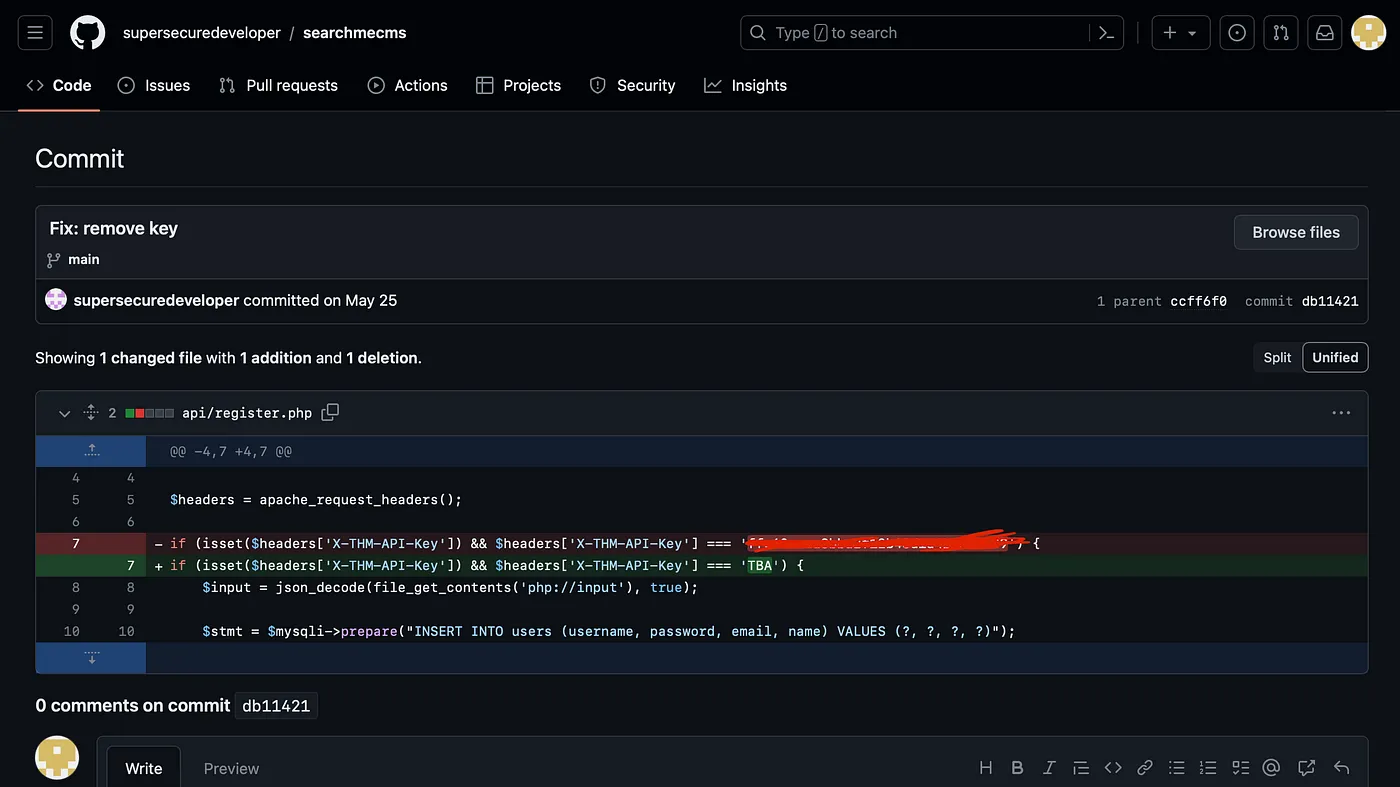 supersecuredeveloper / searchmecms
Type / to search
Code Issues Pull requests Actions Projects Security Insights
Commit
Fix: remove key
Browse files
main
supersecuredeveloper committed on May 25
1 parent ccff6f0 commit db11421
Showing 1 changed file with 1 addition and 1 deletion.
Split Unified
2 api/register.php
@@ -4,7 +4,7 @@
4 4
5 5 $headers = apache_request_headers();
6 6
7 - if (isset($headers['X-THM-API-Key']) && $headers['X-THM-API-Key'] === ' ') {
7 + if (isset($headers['X-THM-API-Key']) && $headers['X-THM-API-Key'] === 'TBA') {
8 8 $input = json_decode(file_get_contents('php://input'), true);
9 9
10 10 $stmt = $mysqli->prepare("INSERT INTO users (username, password, email, name) VALUES (?, ?, ?, ?)");
0 comments on commit db11421
Write Preview